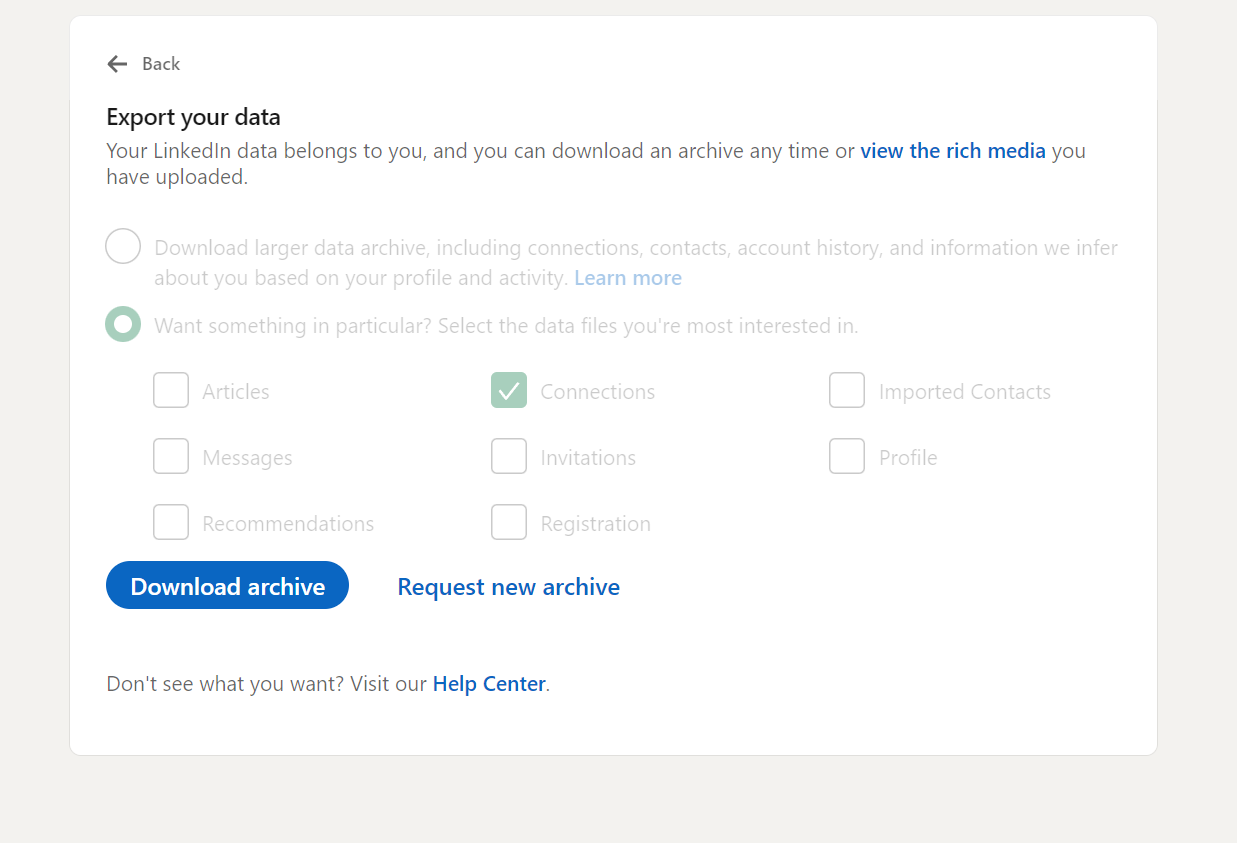 Back
Export your data
Your LinkedIn data belongs to you, and you can download an archive any time or view the rich media you
have uploaded.
Download larger data archive, including connections, contacts, account history, and information we infer
about you based on your profile and activity. Learn more
Want something in particular? Select the data files you're most interested in.
Articles Connections Imported Contacts
Messages Invitations Profile
Recommendations Registration
Download archive Request new archive
Don't see what you want? Visit our Help Center.